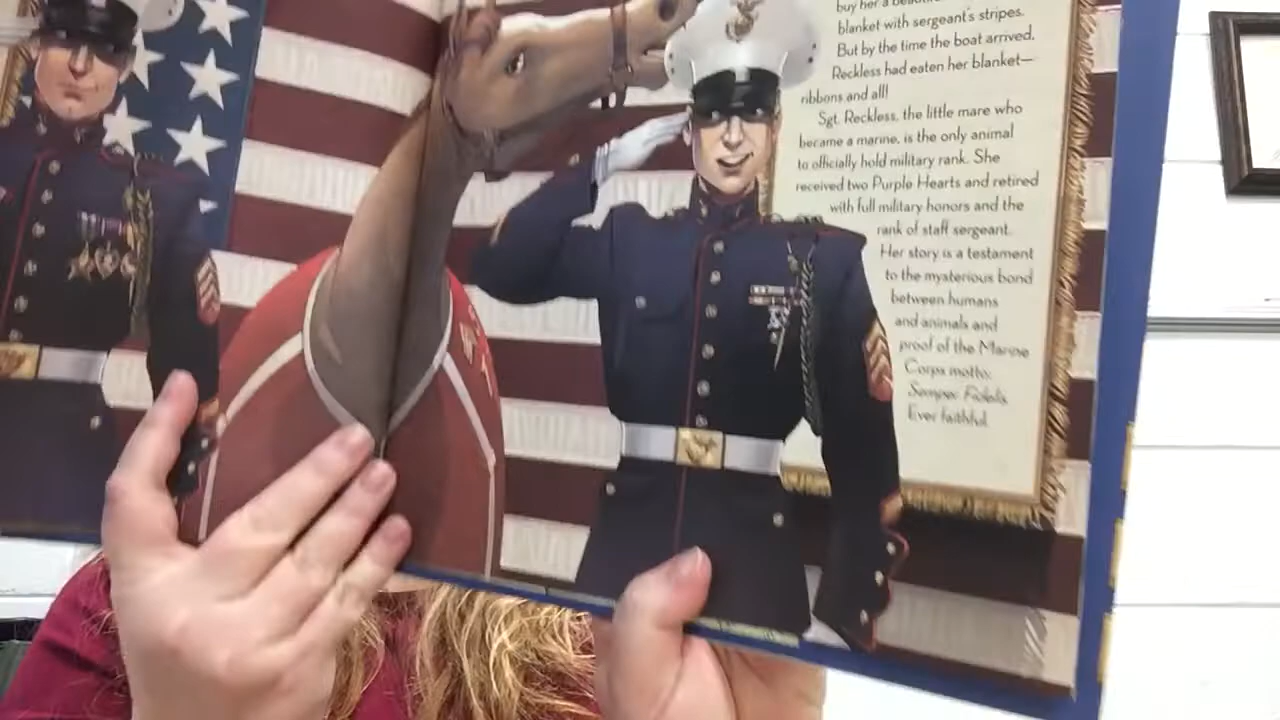 buy her a
blanket with sergeant's stripes.
But by the time the boat arrived,
Reckless had eaten her blanket—
ribbons and all!
Sgt. Reckless, the little mare who
became a marine, is the only animal
to officially hold military rank. She
received two Purple Hearts and retired
with full military honors and the
rank of staff sergeant.
Her story is a testament
to the mysterious bond
between humans
and animals and
proof of the Marine
Corps motto:
Semper Fidelis.
Ever faithful.